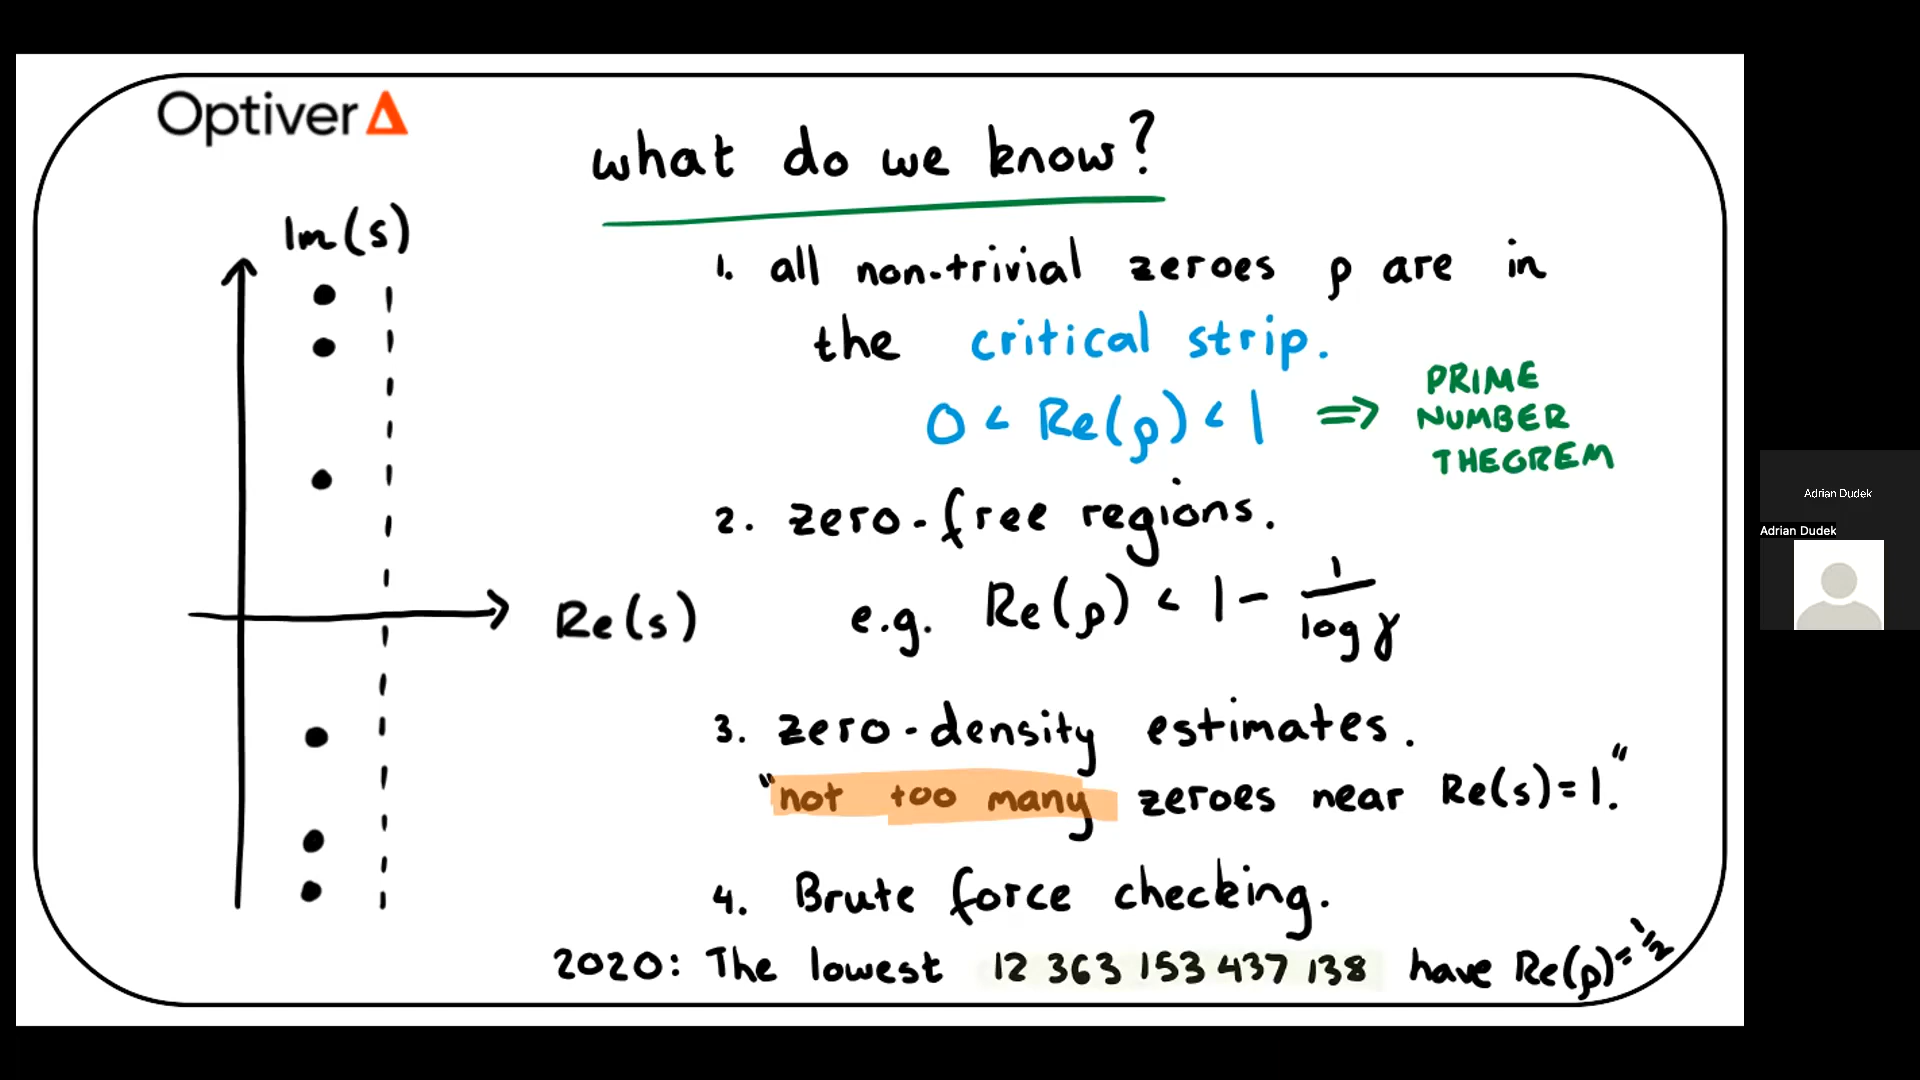 Optiver
what do we know?
Im(s)
1. all non-trivial zeroes ρ are in
the critical strip.
0 < Re(ρ) < 1 ⟹ PRIME
NUMBER
THEOREM
2. zero-free regions.
Re(s)
e.g. Re(ρ) < 1 - 1/log γ
3. zero-density estimates.
"not too many zeroes near Re(s)=1."
4. Brute force checking.
2020: The lowest 12 363 153 437 138 have Re(ρ)=1/2
Adrian Dudek
Adrian Dudek